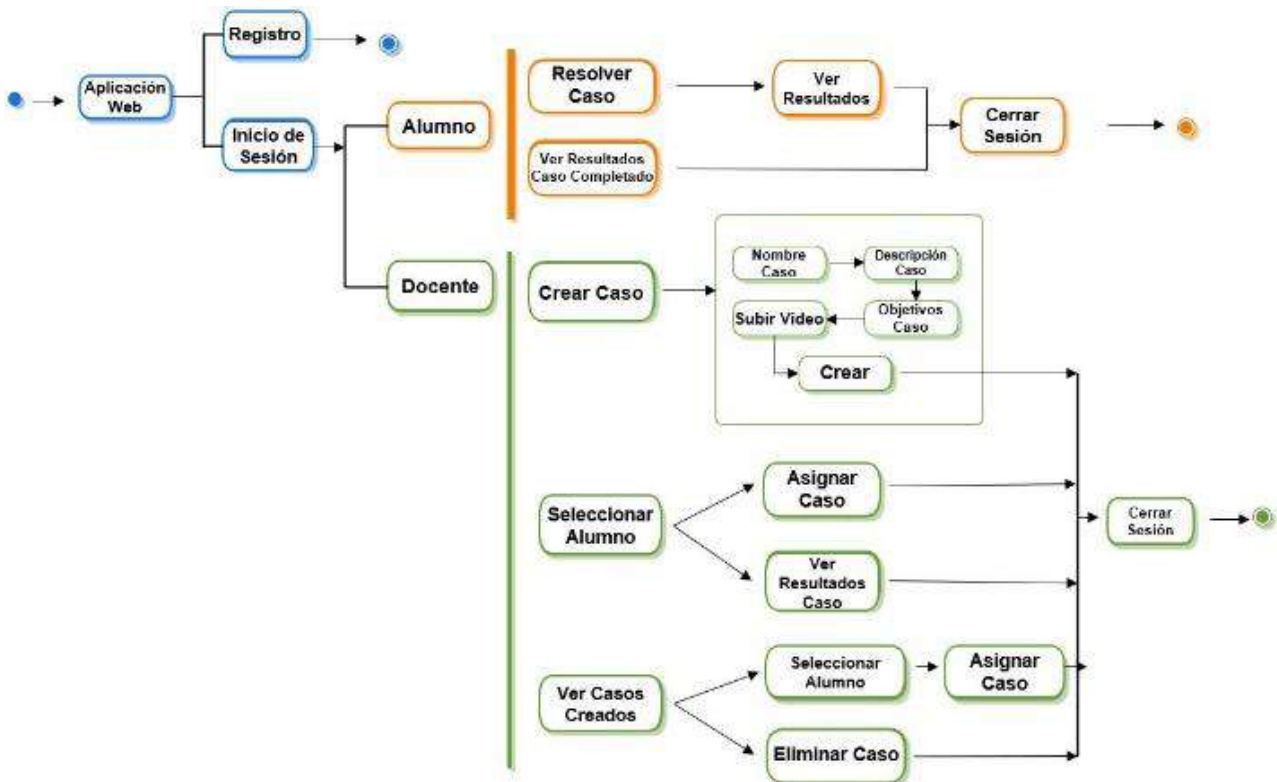 Registro
Aplicación
Web
Inicio de
Sesión
Alumno
Resolver
Caso
Ver
Resultados
Ver Resultados
Caso Completado
Cerrar
Sesión
Docente
Crear Caso
Nombre
Caso
Descripción
Caso
Subir Video
Objetivos
Caso
Crear
Seleccionar
Alumno
Asignar
Caso
Ver
Resultados
Caso
Cerrar
Sesión
Ver Casos
Creados
Seleccionar
Alumno
Asignar
Caso
Eliminar Caso